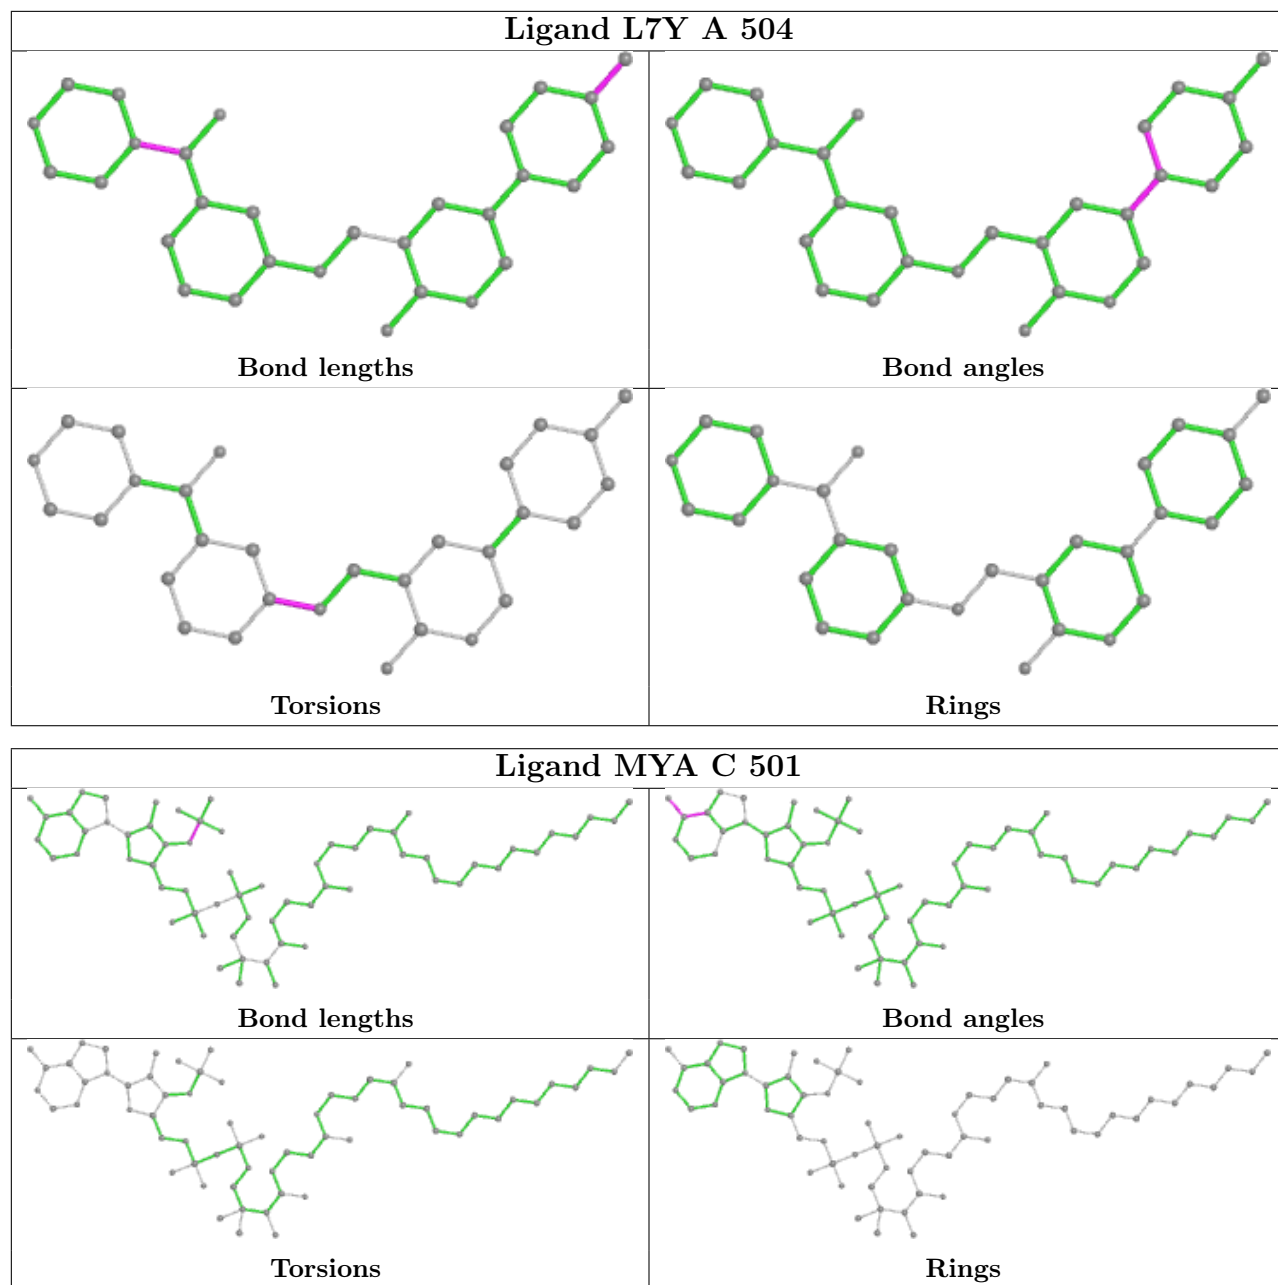 Ligand L7Y A 504
Bond lengths
Bond angles
Torsions
Rings
Ligand MYA C 501
Bond lengths
Bond angles
Torsions
Rings